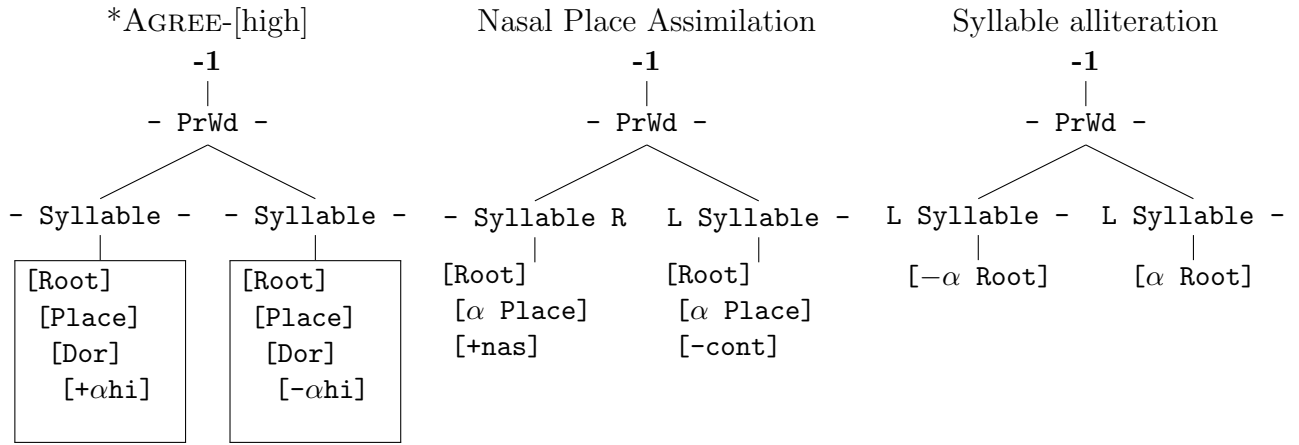 *AGREE-[high]
-1
- PrWd -
- Syllable - - Syllable -
[Root] [Root]
[Place] [Place]
[Dor] [Dor]
[+αhi] [-αhi]
Nasal Place Assimilation
-1
- PrWd -
- Syllable R L Syllable -
[Root] [Root]
[α Place] [α Place]
[+nas] [-cont]
Syllable alliteration
-1
- PrWd -
L Syllable - L Syllable -
[−α Root] [α Root]